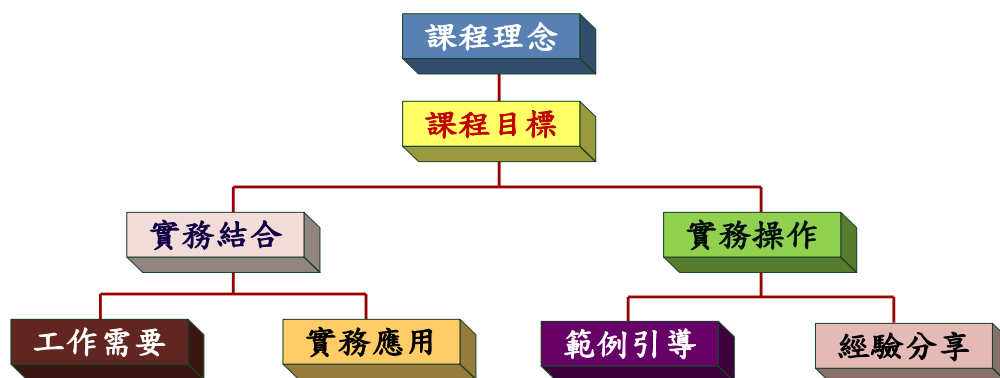 課程理念
課程目標
實務結合
實務操作
工作需要
實務應用
範例引導
經驗分享